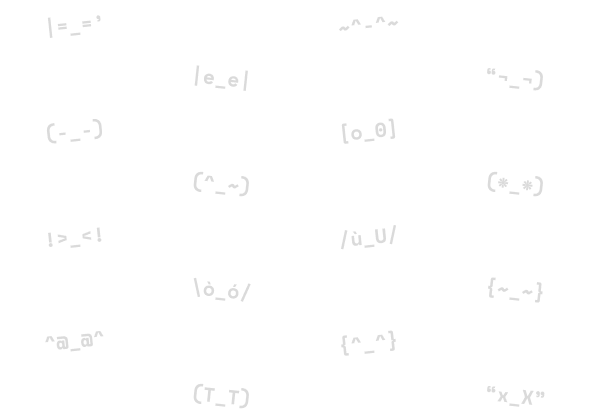 |=_=’ ~^-^~
|e_e| “¬_¬)
(-_-) [o_0]
(^_~) (*_*)
!>_<! /ù_U/
\ò_ó/ {~_~}
^@_@^ {^_^}
(T_T) “x_X”